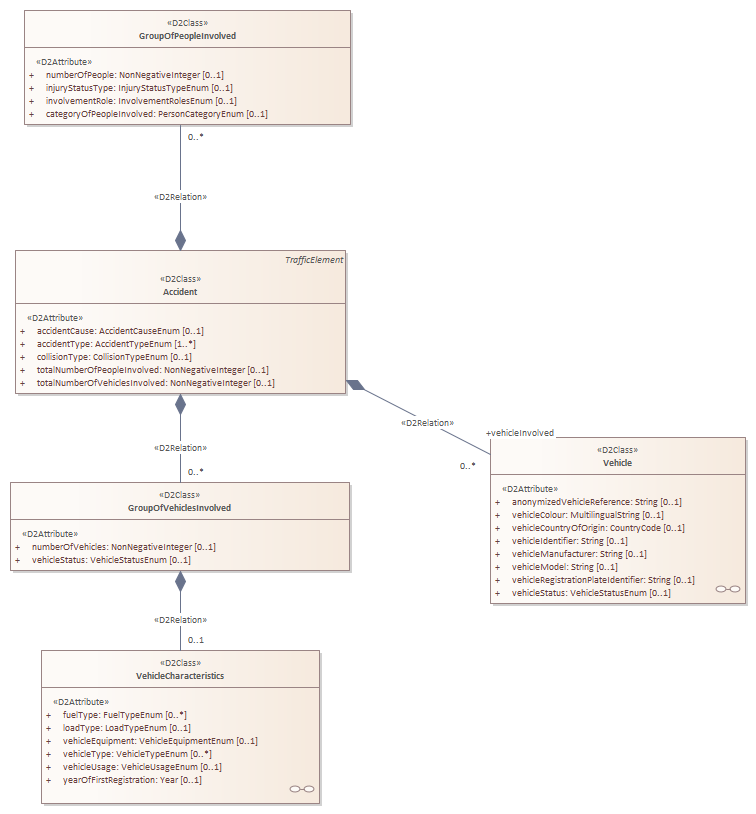 «D2Class»
GroupOfPeopleInvolved
«D2Attribute»
+ numberOfPeople: NonNegativeInteger [0..1]
+ injuryStatusType: InjuryStatusTypeEnum [0..1]
+ involvementRole: InvolvementRolesEnum [0..1]
+ categoryOfPeopleInvolved: PersonCategoryEnum [0..1]
0..*
«D2Relation»
TrafficElement
«D2Class»
Accident
«D2Attribute»
+ accidentCause: AccidentCauseEnum [0..1]
+ accidentType: AccidentTypeEnum [1..*]
+ collisionType: CollisionTypeEnum [0..1]
+ totalNumberOfPeopleInvolved: NonNegativeInteger [0..1]
+ totalNumberOfVehiclesInvolved: NonNegativeInteger [0..1]
«D2Relation»
+vehicleInvolved
0..*
«D2Class»
Vehicle
«D2Attribute»
+ anonymizedVehicleReference: String [0..1]
+ vehicleColour: MultilingualString [0..1]
+ vehicleCountryOfOrigin: CountryCode [0..1]
+ vehicleIdentifier: String [0..1]
+ vehicleManufacturer: String [0..1]
+ vehicleModel: String [0..1]
+ vehicleRegistrationPlateIdentifier: String [0..1]
+ vehicleStatus: VehicleStatusEnum [0..1]
«D2Relation»
0..*
«D2Class»
GroupOfVehiclesInvolved
«D2Attribute»
+ numberOfVehicles: NonNegativeInteger [0..1]
+ vehicleStatus: VehicleStatusEnum [0..1]
«D2Relation»
0..1
«D2Class»
VehicleCharacteristics
«D2Attribute»
+ fuelType: FuelTypeEnum [0..*]
+ loadType: LoadTypeEnum [0..1]
+ vehicleEquipment: VehicleEquipmentEnum [0..1]
+ vehicleType: VehicleTypeEnum [0..*]
+ vehicleUsage: VehicleUsageEnum [0..1]
+ yearOfFirstRegistration: Year [0..1]